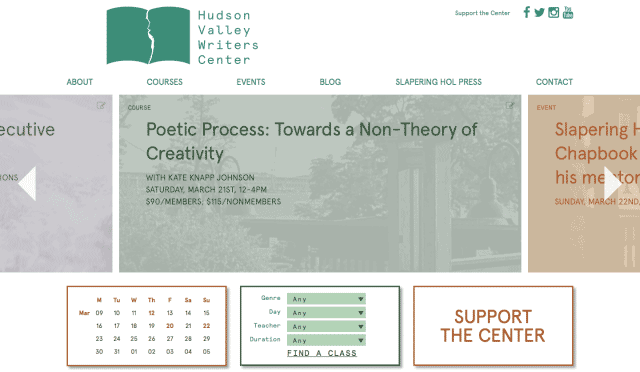 Hudson
Valley
Writers
Center
Support the Center
You
Tube
ABOUT
COURSES
EVENTS
BLOG
SLAPERING HOL PRESS
CONTACT
ecutive
IONS
COURSE
Poetic Process: Towards a Non-Theory of
Creativity
WITH KATE KNAPP JOHNSON
SATURDAY, MARCH 21ST, 12-4PM
$90/MEMBERS; $115/NONMEMBERS
EVENT
Slapering H
Chapbook
his mentor
SUNDAY, MARCH 22ND,
M Tu W Th F Sa Su
Mar 09 10 11 12 13 14 15
16 17 18 19 20 21 22
23 24 25 26 27 28 29
30 31 01 02 03 04 05
Genre Any
Day Any
Teacher Any
Duration Any
FIND A CLASS
SUPPORT
THE CENTER